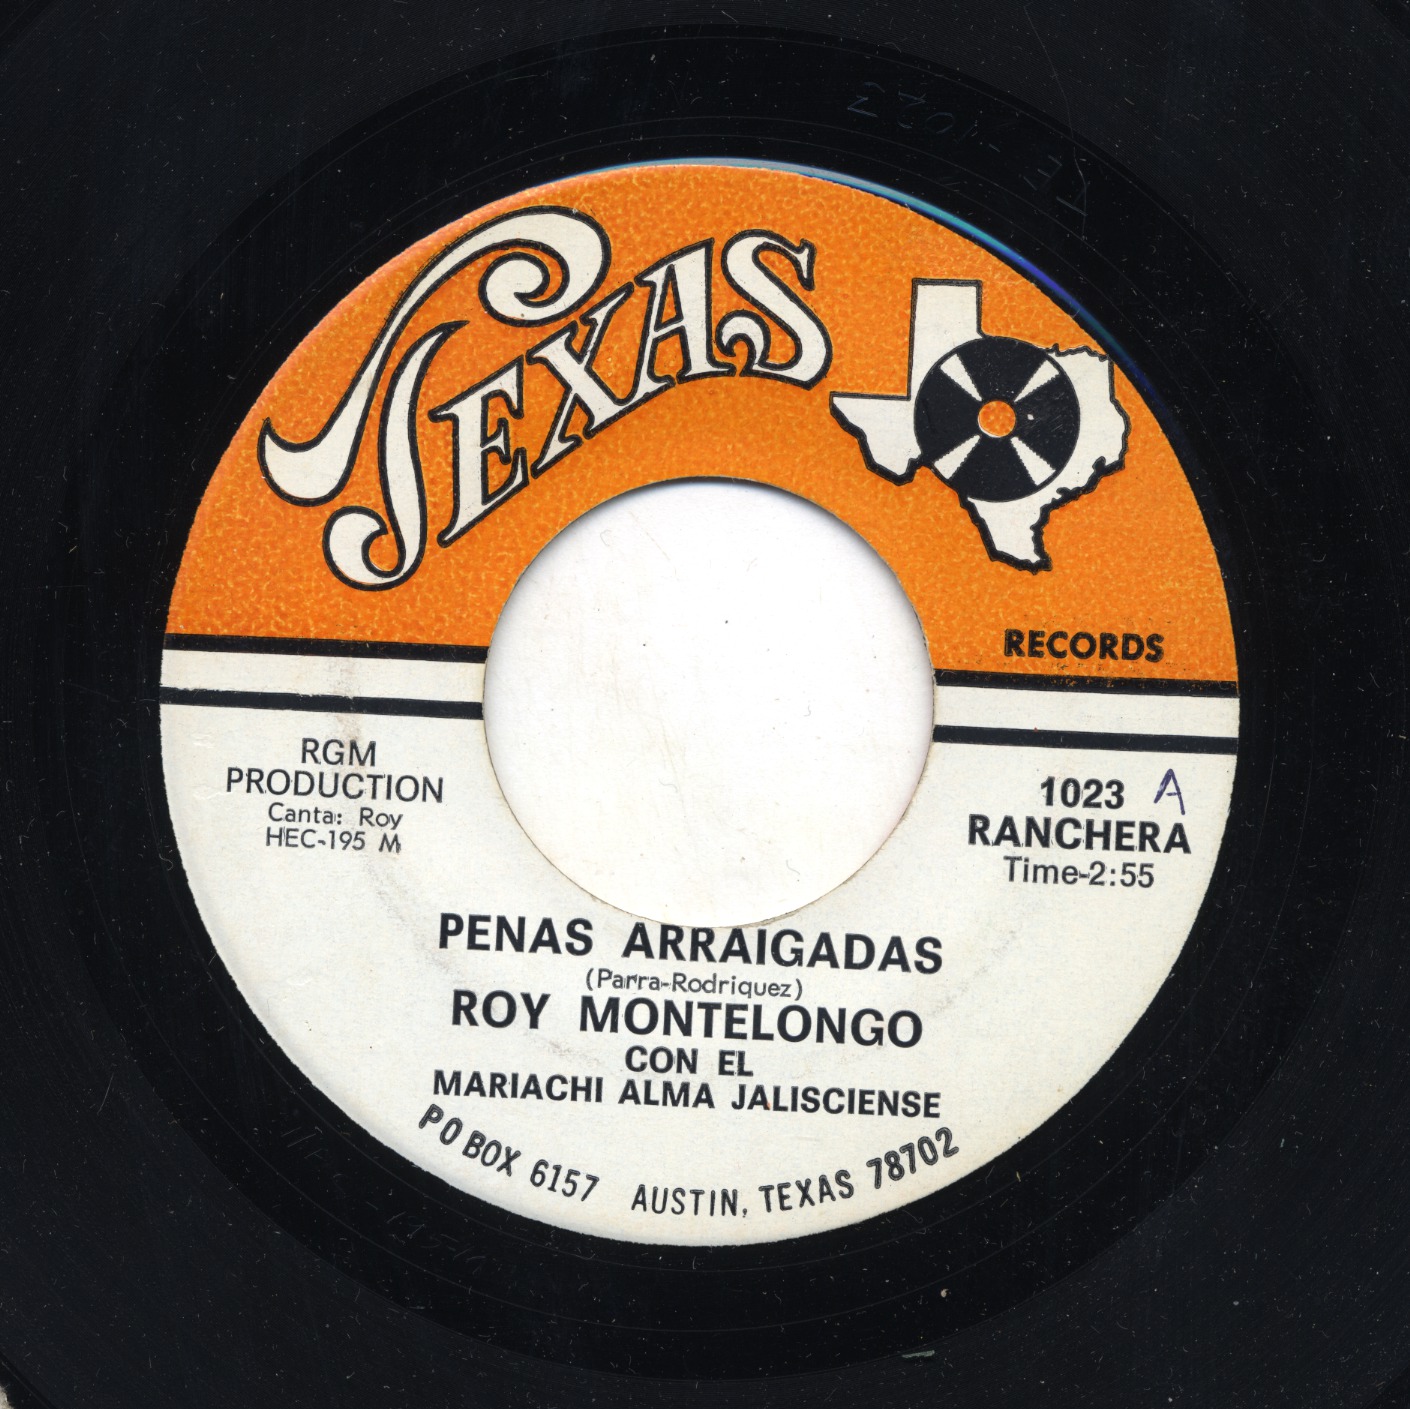 TEXAS
RECORDS
RGM
PRODUCTION
Canta: Roy
HEC-195 M
1023 A
RANCHERA
Time-2:55
PENAS ARRAIGADAS
(Parra-Rodriquez)
ROY MONTELONGO
CON EL
MARIACHI ALMA JALISCIENSE
PO BOX 6157 AUSTIN, TEXAS 78702